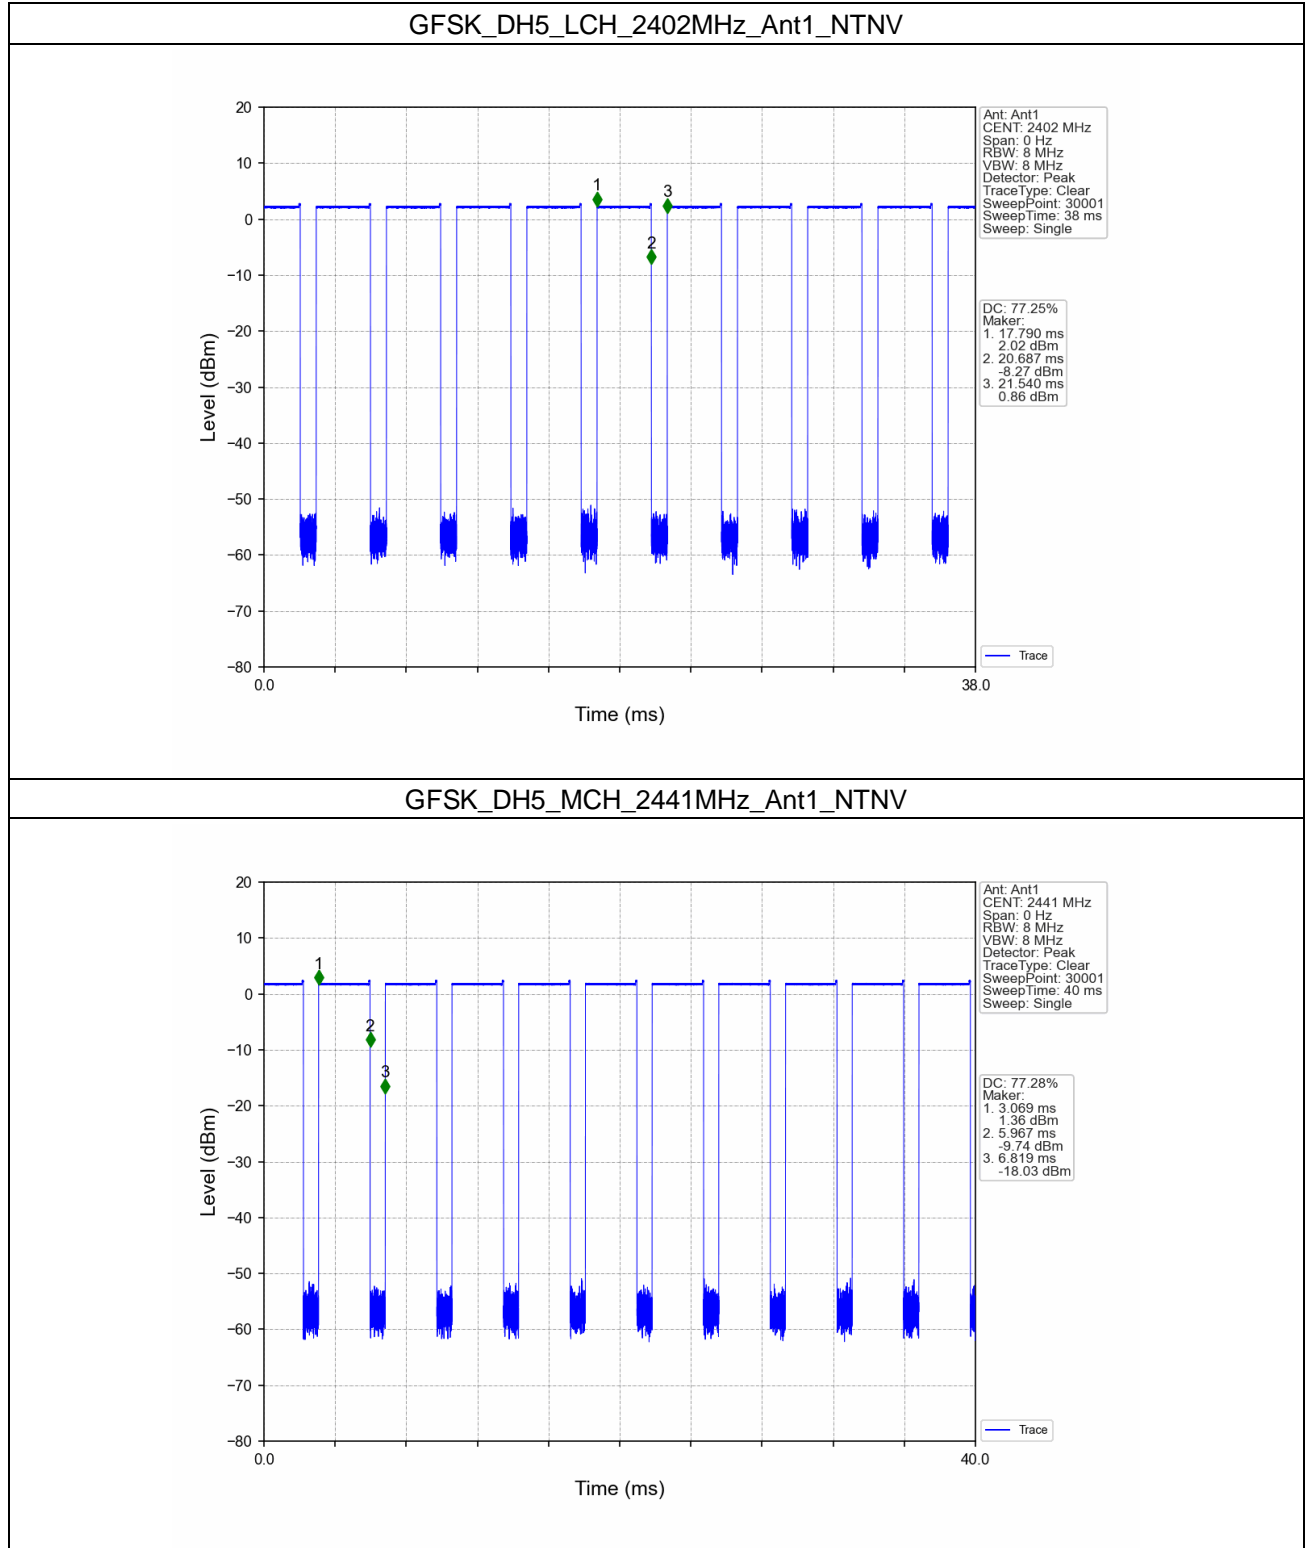 GFSK_DH5_LCH_2402MHz_Ant1_NTNV
20
10
0
−10
−20
−30
−40
−50
−60
−70
−80
Level (dBm)
0.0
38.0
Time (ms)
1
2
3
Ant: Ant1
CENT: 2402 MHz
Span: 0 Hz
RBW: 8 MHz
VBW: 8 MHz
Detector: Peak
TraceType: Clear
SweepPoint: 30001
SweepTime: 38 ms
Sweep: Single
DC: 77.25%
Maker:
1. 17.790 ms
2.02 dBm
2. 20.687 ms
-8.27 dBm
3. 21.540 ms
0.86 dBm
Trace
GFSK_DH5_MCH_2441MHz_Ant1_NTNV
20
10
0
−10
−20
−30
−40
−50
−60
−70
−80
Level (dBm)
0.0
40.0
Time (ms)
1
2
3
Ant: Ant1
CENT: 2441 MHz
Span: 0 Hz
RBW: 8 MHz
VBW: 8 MHz
Detector: Peak
TraceType: Clear
SweepPoint: 30001
SweepTime: 40 ms
Sweep: Single
DC: 77.28%
Maker:
1. 3.069 ms
1.36 dBm
2. 5.967 ms
-9.74 dBm
3. 6.819 ms
-18.03 dBm
Trace